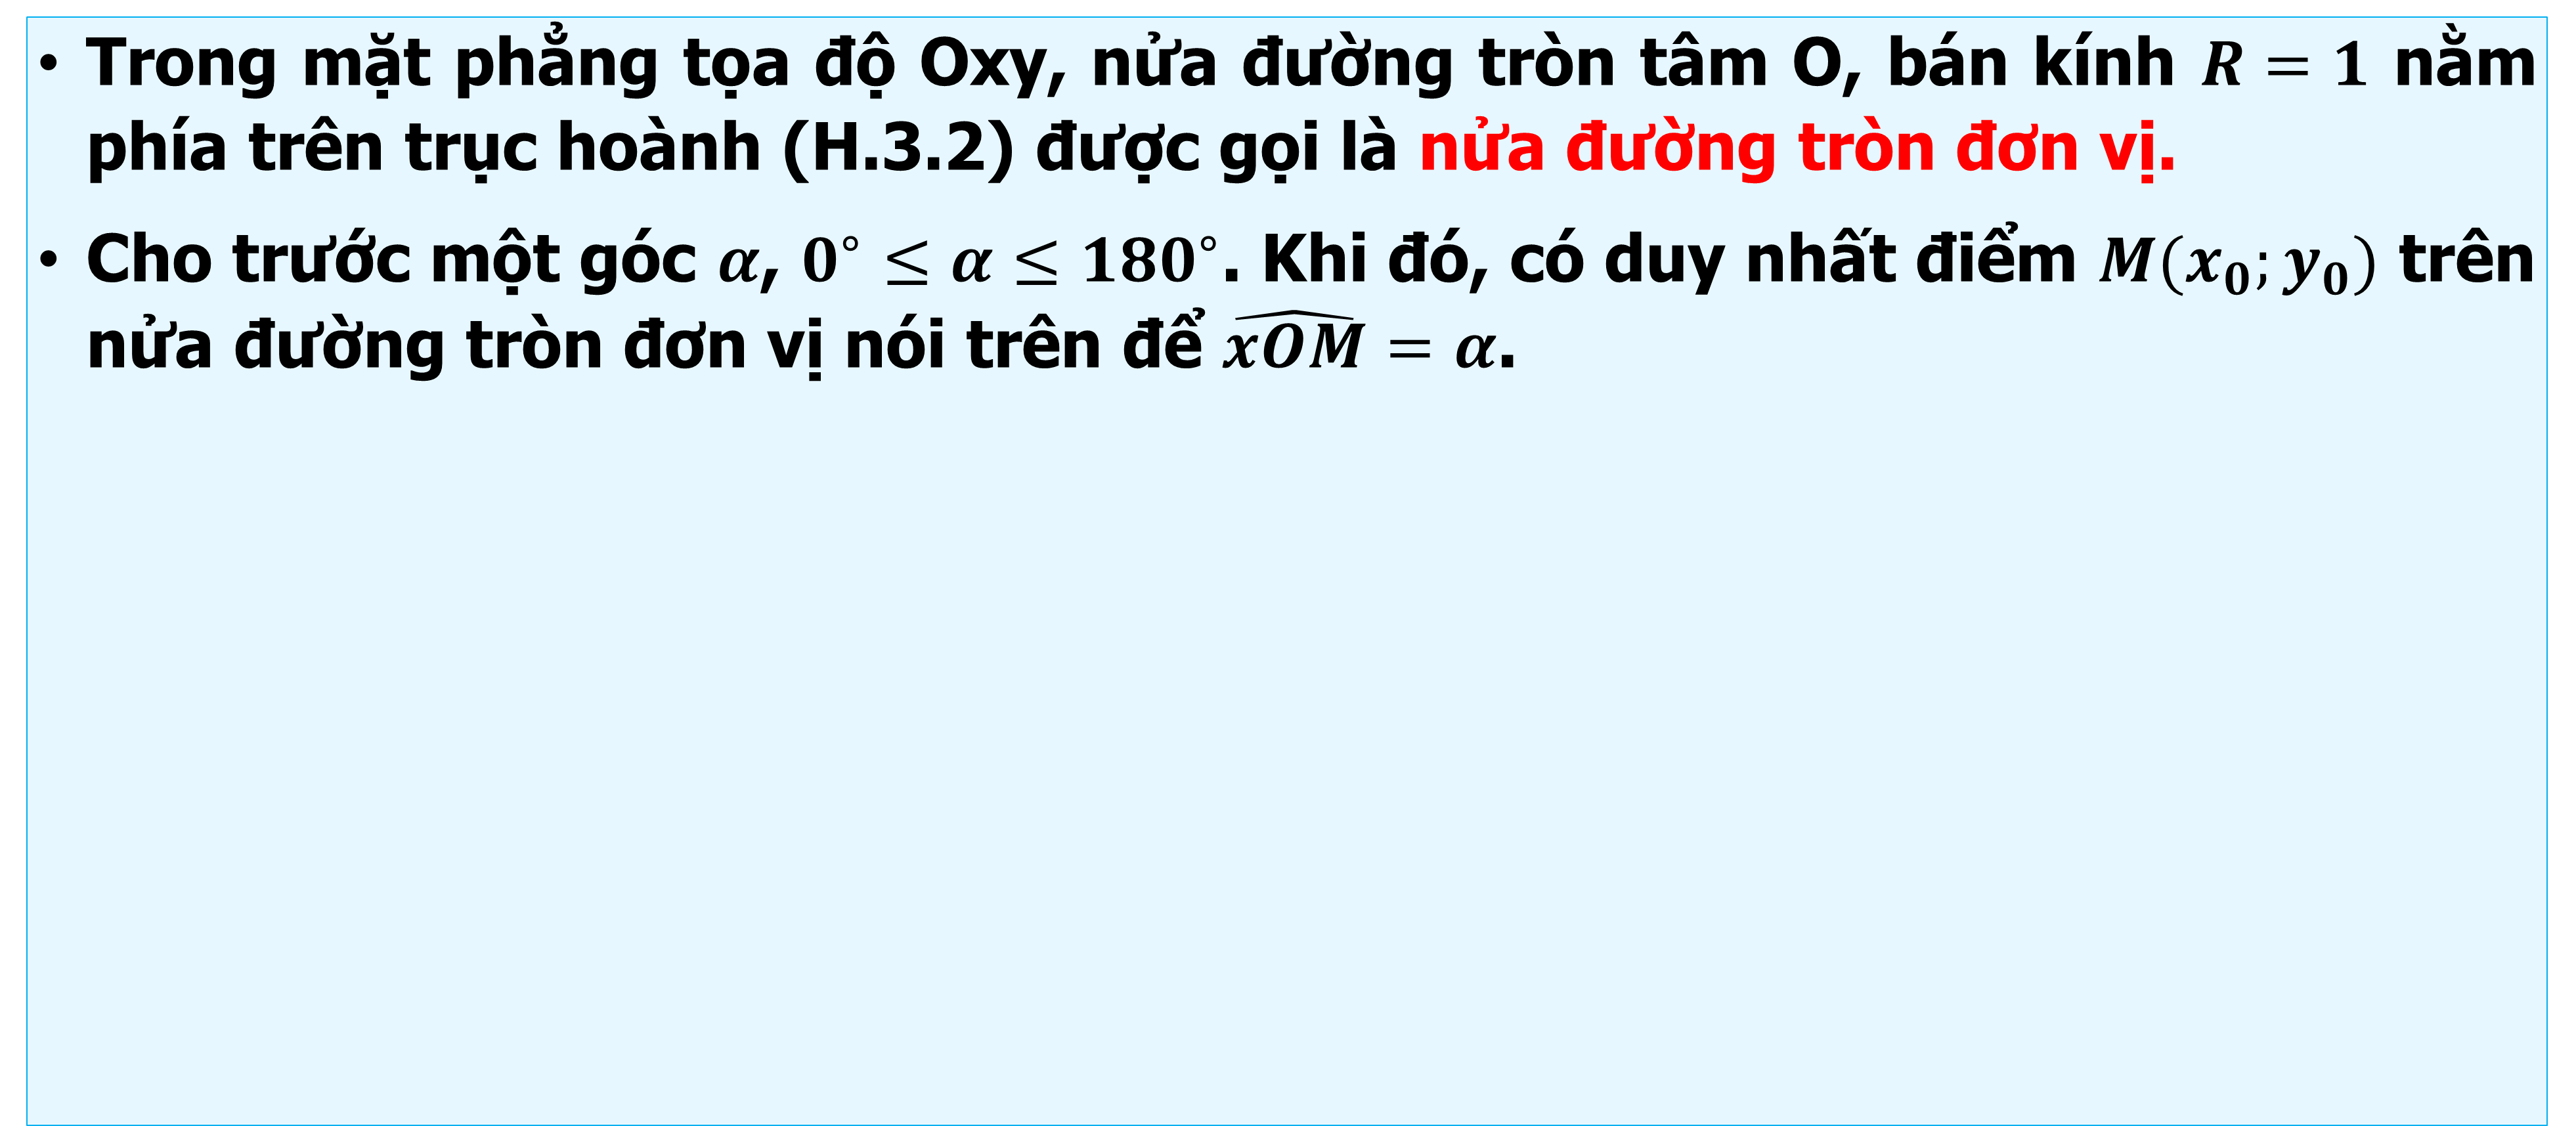 • Trong mặt phẳng tọa độ Oxy, nửa đường tròn tâm O, bán kính R = 1 nằm
phía trên trục hoành (H.3.2) được gọi là nửa đường tròn đơn vị.
• Cho trước một góc α, 0° ≤ α ≤ 180°. Khi đó, có duy nhất điểm M(x₀; y₀) trên
nửa đường tròn đơn vị nói trên để \widehat{xOM} = α.